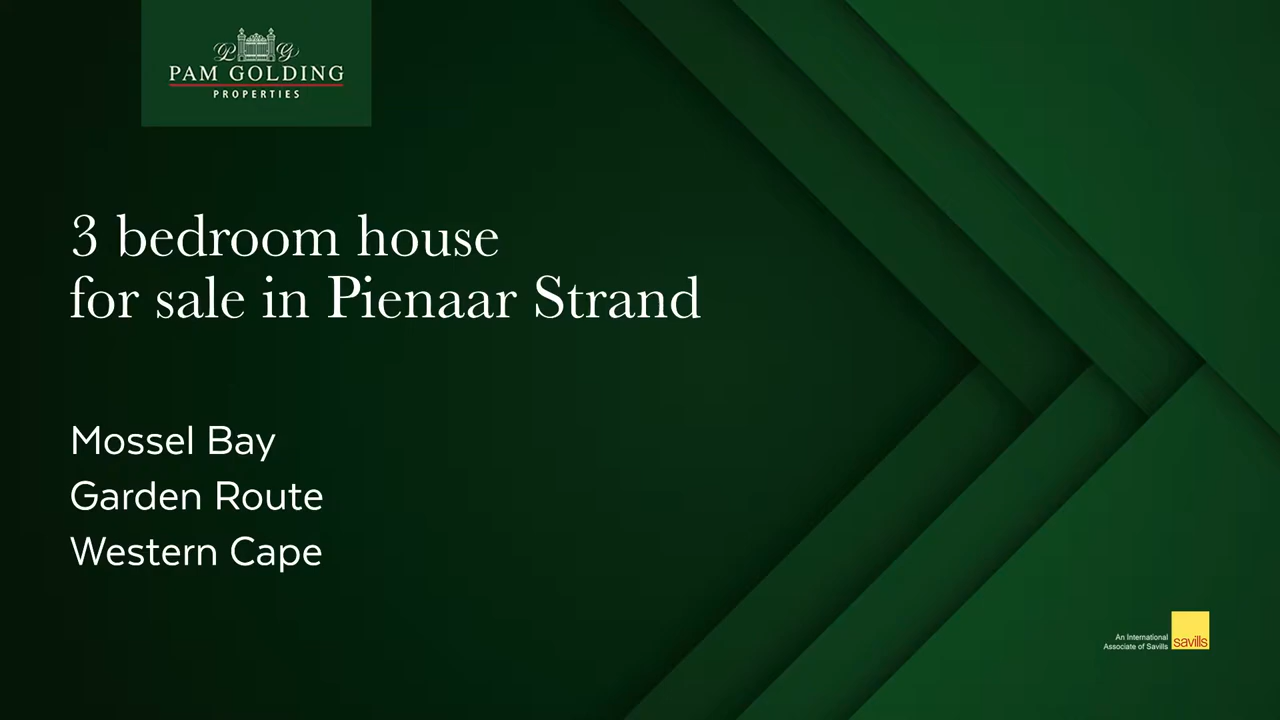 P G
PAM GOLDING
PROPERTIES
3 bedroom house
for sale in Pienaar Strand
Mossel Bay
Garden Route
Western Cape
An International
Associate of Savills
savills